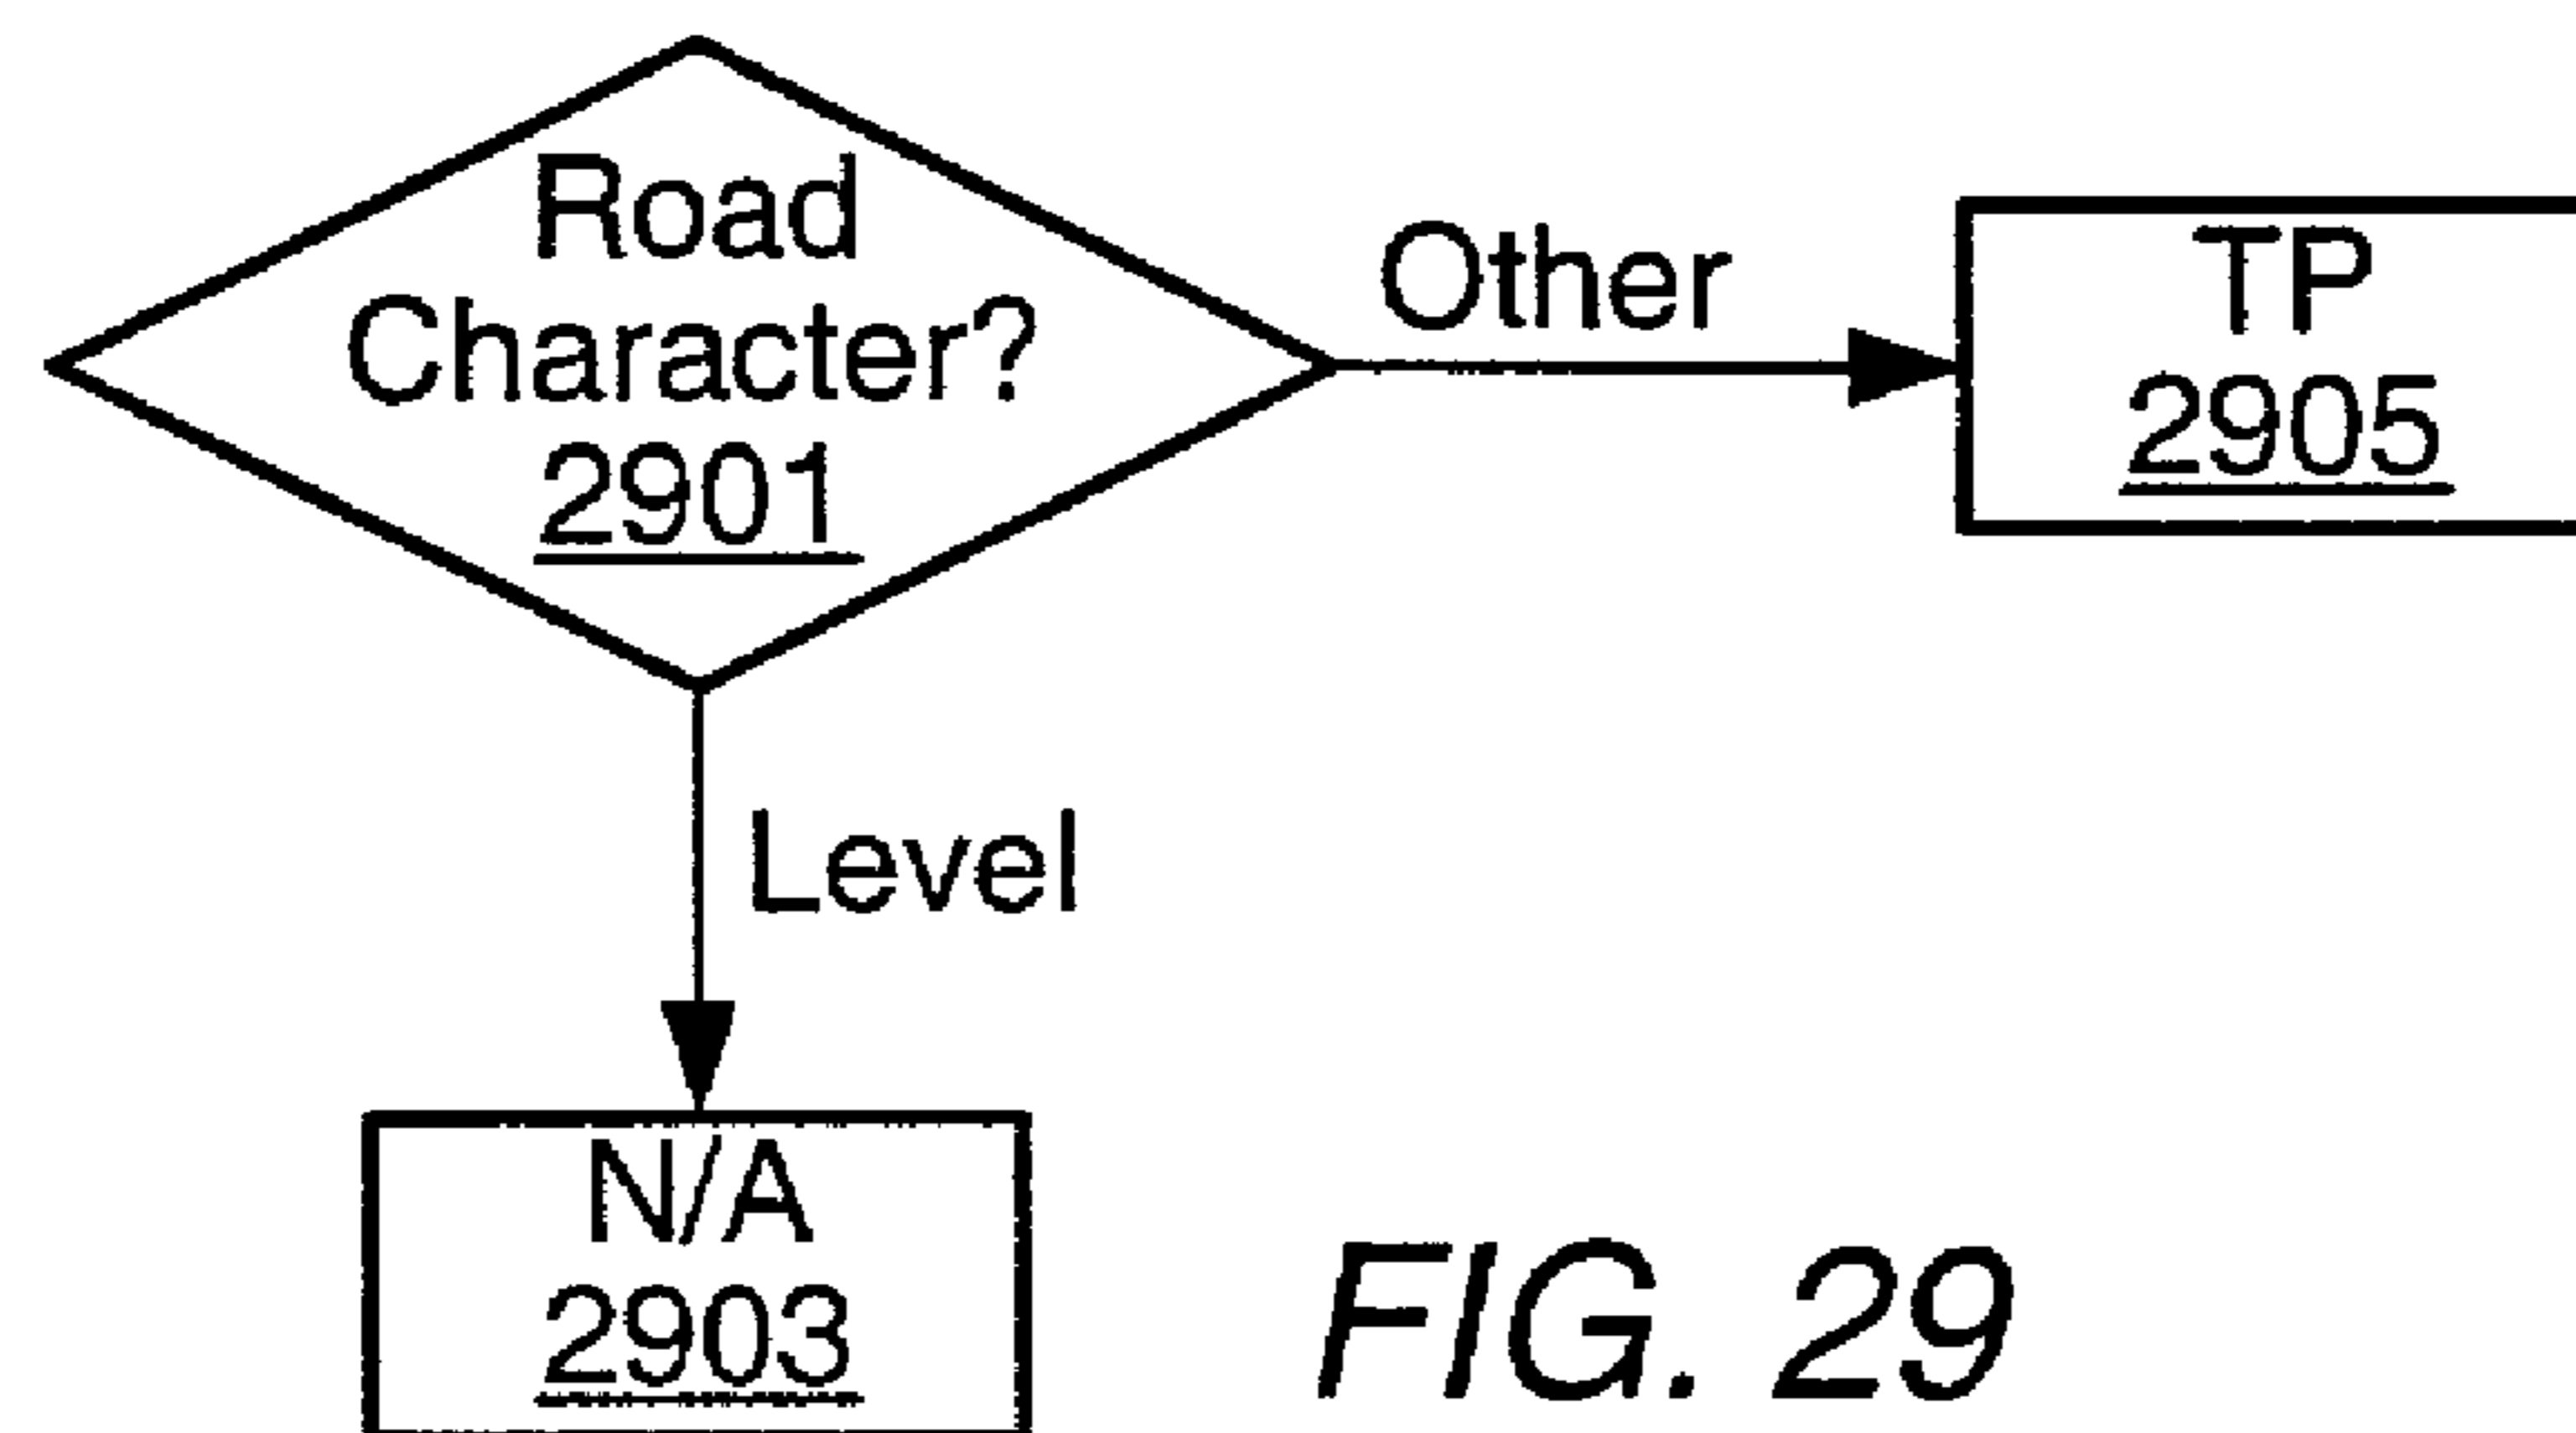 Road
Character?
2901
Other
TP
2905
Level
N/A
2903
FIG. 29